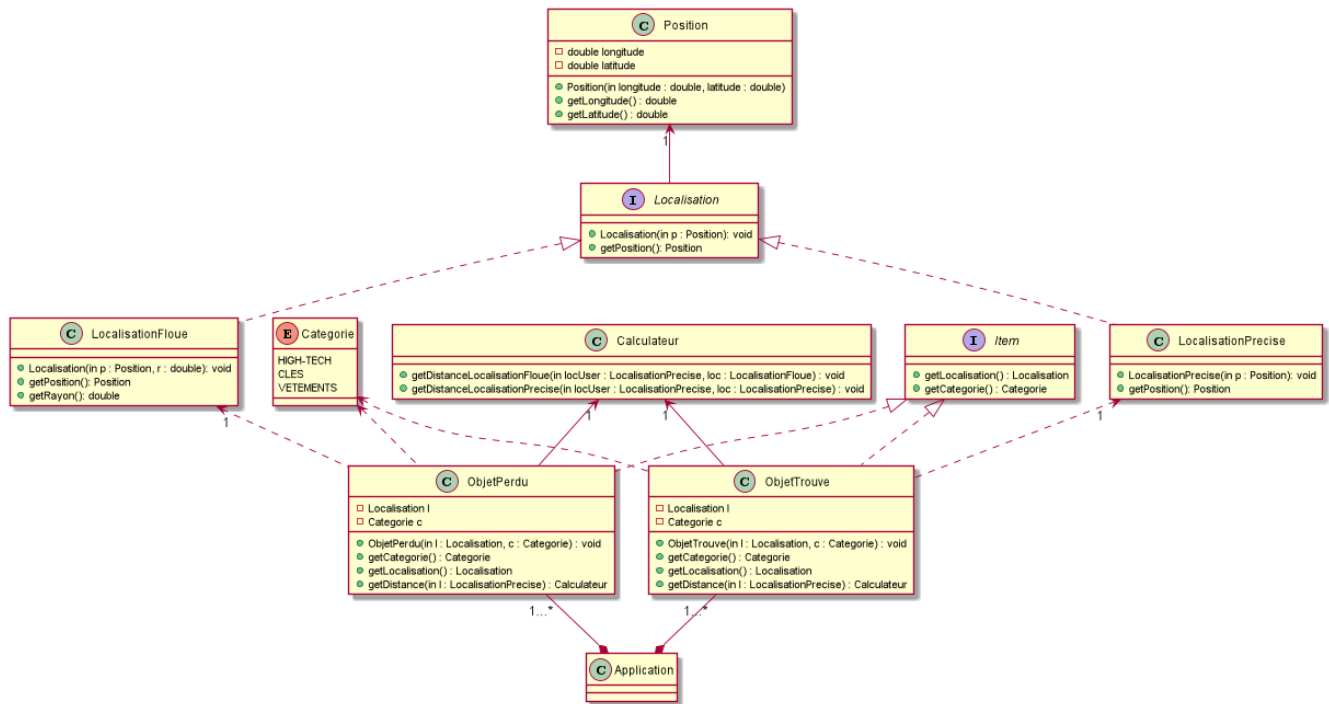 C Position
double longitude
double latitude
Position(in longitude : double, latitude : double)
getLongitude() : double
getLatitude() : double
1
I Localisation
Localisation(in p : Position): void
getPosition(): Position
C LocalisationFloue
Localisation(in p : Position, r : double): void
getPosition(): Position
getRayon(): double
E Categorie
HIGH-TECH
CLES
VETEMENTS
C Calculateur
getDistanceLocalisationFloue(in locUser : LocalisationPrecise, loc : LocalisationFloue) : void
getDistanceLocalisationPrecise(in locUser : LocalisationPrecise, loc : LocalisationPrecise) : void
I Item
getLocalisation() : Localisation
getCategorie() : Categorie
C LocalisationPrecise
LocalisationPrecise(in p : Position): void
getPosition(): Position
1
1
1
1
C ObjetPerdu
Localisation l
Categorie c
ObjetPerdu(in l : Localisation, c : Categorie) : void
getCategorie() : Categorie
getLocalisation() : Localisation
getDistance(in l : LocalisationPrecise) : Calculateur
C ObjetTrouve
Localisation l
Categorie c
ObjetTrouve(in l : Localisation, c : Categorie) : void
getCategorie() : Categorie
getLocalisation() : Localisation
getDistance(in l : LocalisationPrecise) : Calculateur
1...*
1...*
C Application